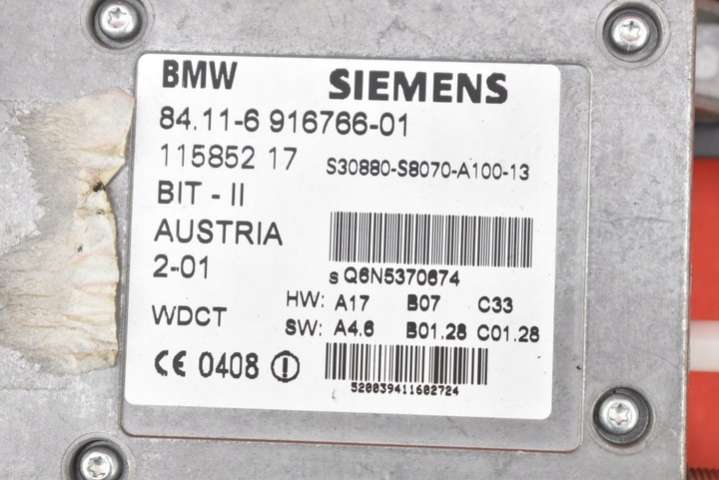 BMW SIEMENS
84.11-6 916766-01
115852 17 S30880-S8070-A100-13
BIT - II
AUSTRIA
2-01 s Q6N5370674
HW: A17 B07 C33
WDCT SW: A4.6 B01.28 C01.28
CE 0408
520039411602724